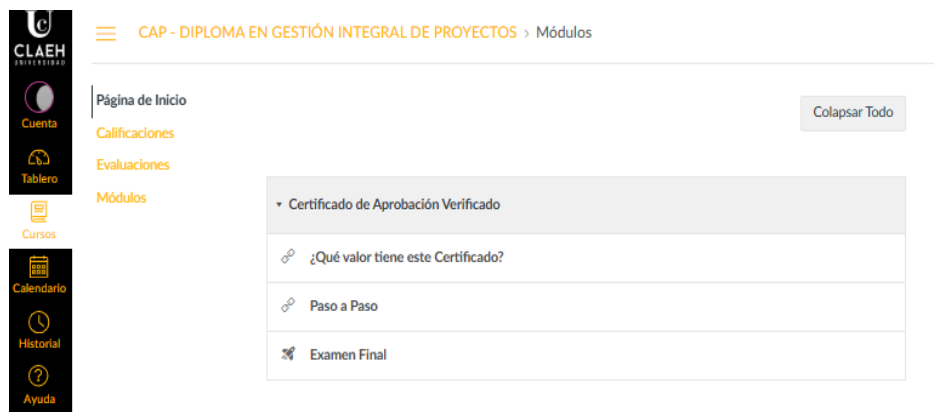 Uc
CLAEH
UNIVERSIDAD
CAP - DIPLOMA EN GESTIÓN INTEGRAL DE PROYECTOS > Módulos
Cuenta
Tablero
Cursos
Calendario
Historial
Ayuda
Página de Inicio
Calificaciones
Evaluaciones
Módulos
Colapsar Todo
Certificado de Aprobación Verificado
¿Qué valor tiene este Certificado?
Paso a Paso
Examen Final